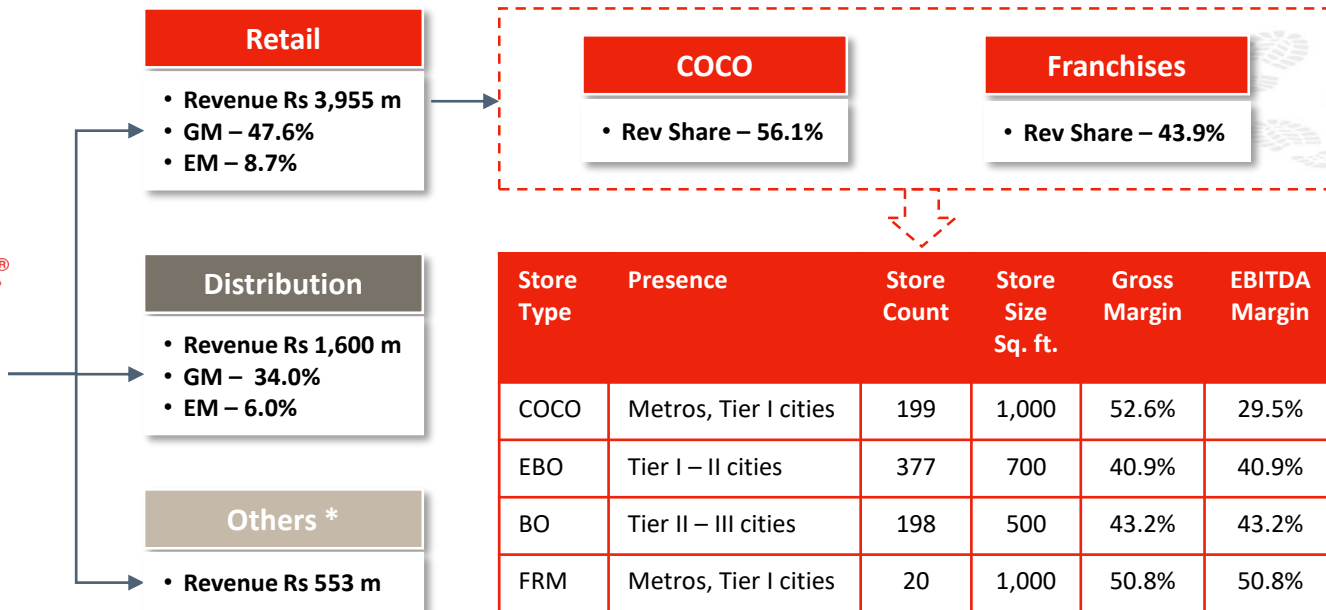 Retail
• Revenue Rs 3,955 m
• GM – 47.6%
• EM – 8.7%
COCO
• Rev Share – 56.1%
Franchises
• Rev Share – 43.9%
®
Distribution
• Revenue Rs 1,600 m
• GM – 34.0%
• EM – 6.0%
Others *
• Revenue Rs 553 m
Store Type Presence Store Count Store Size Sq. ft. Gross Margin EBITDA Margin
COCO Metros, Tier I cities 199 1,000 52.6% 29.5%
EBO Tier I – II cities 377 700 40.9% 40.9%
BO Tier II – III cities 198 500 43.2% 43.2%
FRM Metros, Tier I cities 20 1,000 50.8% 50.8%